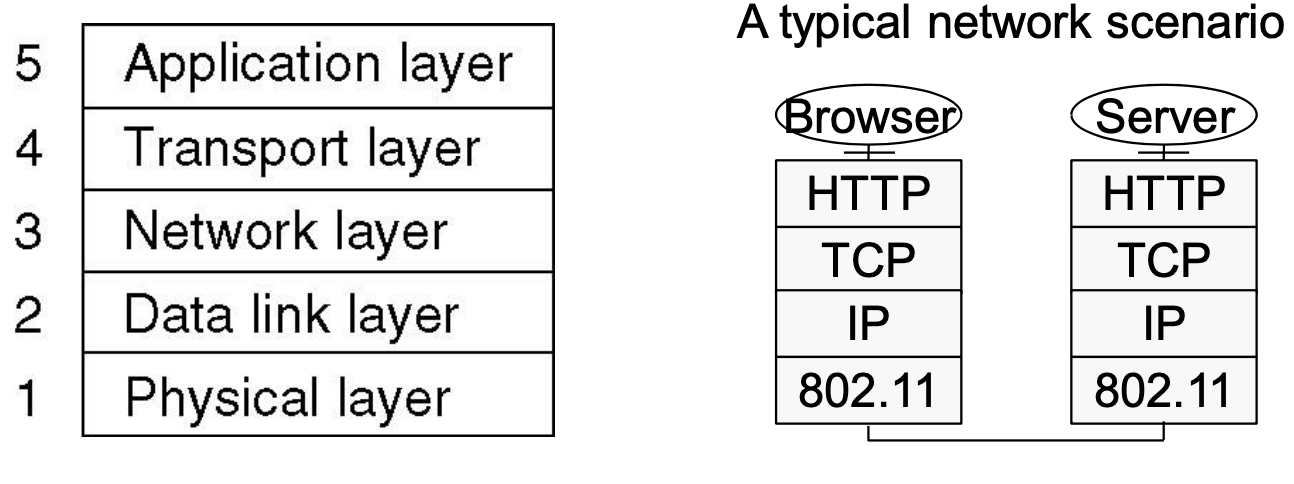 5 Application layer
4 Transport layer
3 Network layer
2 Data link layer
1 Physical layer
A typical network scenario
Browser
HTTP
TCP
IP
802.11
Server
HTTP
TCP
IP
802.11